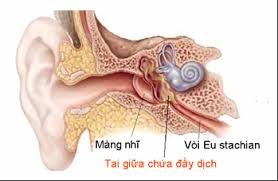 Màng nhĩ
Vòi Eu stachian
Tai giữa chứa đầy dịch